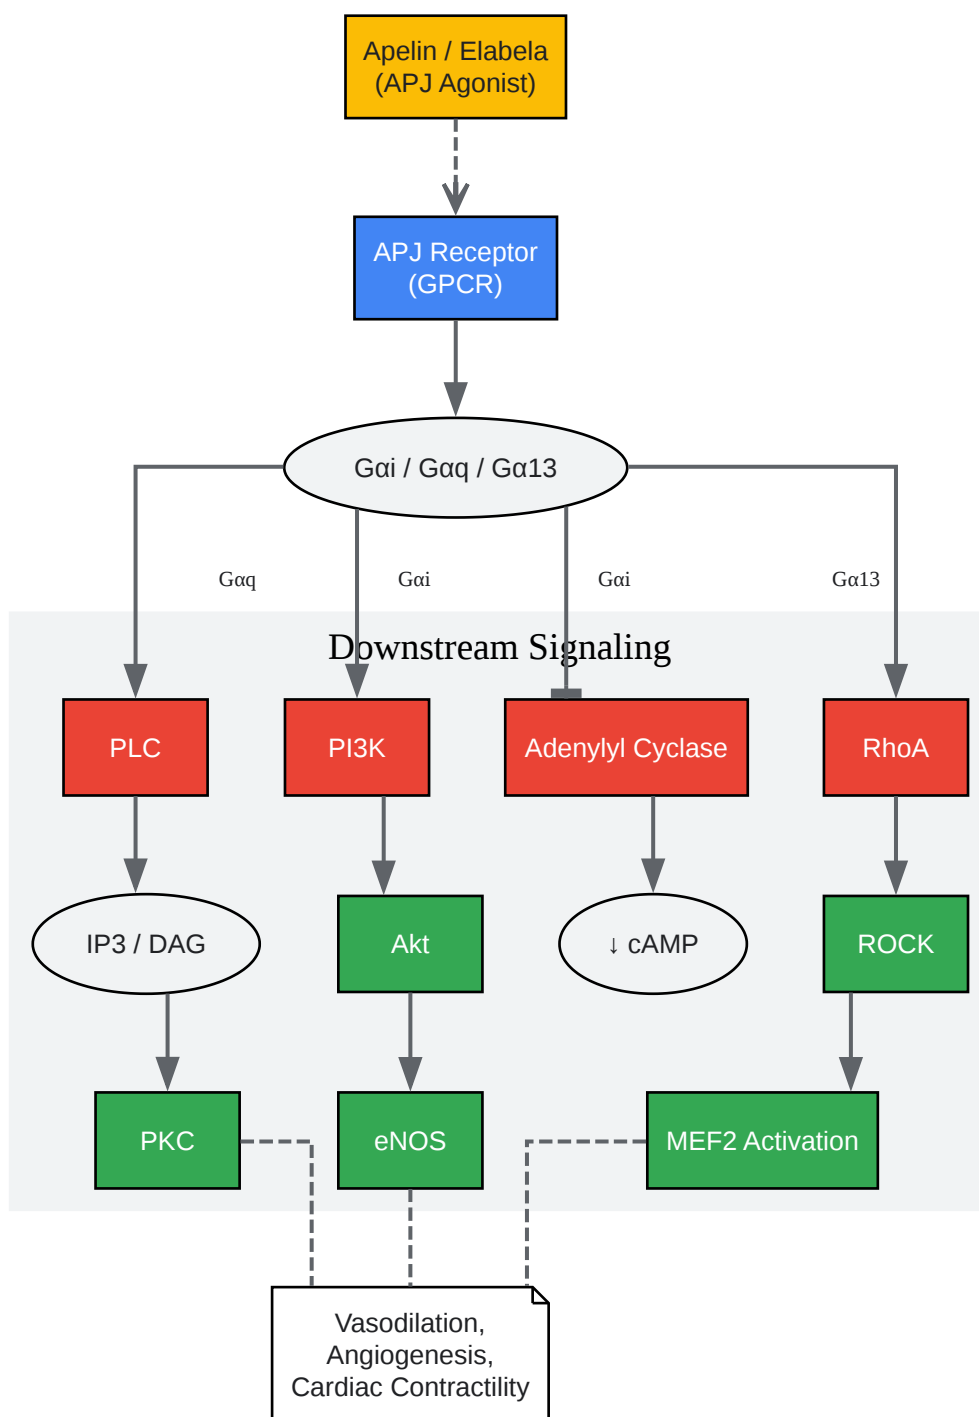 Apelin / Elabela
(APJ Agonist)
APJ Receptor
(GPCR)
Gαi / Gαq / Gα13
Gαq
Gαi
Gαi
Gα13
Downstream Signaling
PLC
PI3K
Adenylyl Cyclase
RhoA
IP3 / DAG
Akt
↓ cAMP
ROCK
PKC
eNOS
MEF2 Activation
Vasodilation,
Angiogenesis,
Cardiac Contractility